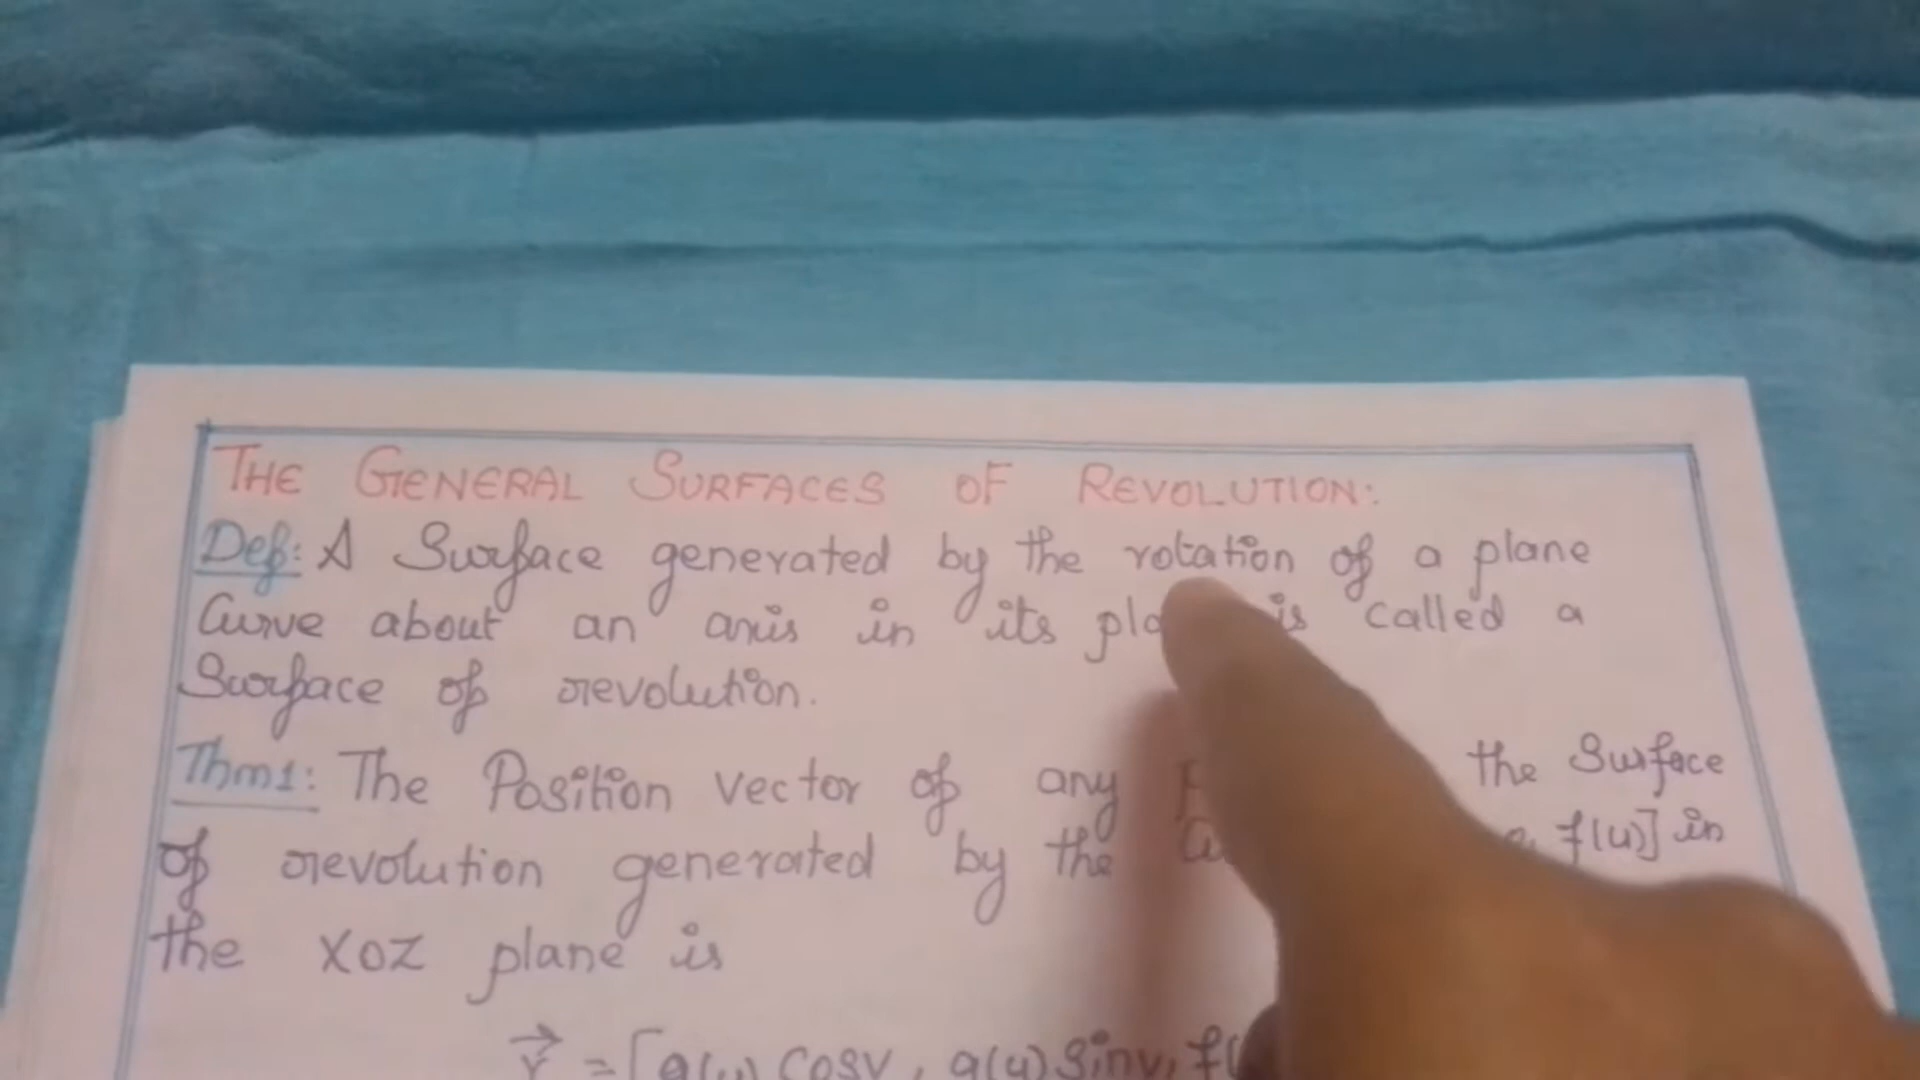 THE GENERAL SURFACES OF REVOLUTION:
Def: A Surface generated by the rotation of a plane
Curve about an axis in its is called a
Surface of revolution.
Thm1: The Position vector of any the Surface
of revolution generated by the f(u)] in
the XOZ plane is
r⃗ = [g(u) cosv, g(u) sinv,